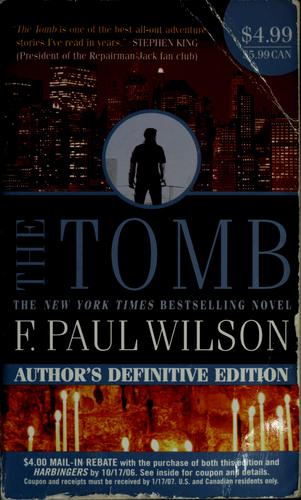 "The Tomb is one of the best all-out adventure
stories I've read in years." STEPHEN KING
(President of the Repairman Jack fan club)
$4.99
$5.99 CAN
THE TOMB
THE NEW YORK TIMES BESTSELLING NOVEL
F. PAUL WILSON
AUTHOR'S DEFINITIVE EDITION
$4.00 MAIL-IN REBATE with the purchase of both this edition and
HARBINGERS by 10/17/06. See inside for coupon and details.
Coupon and receipts must be received by 1/17/07. U.S. and Canadian residents only.